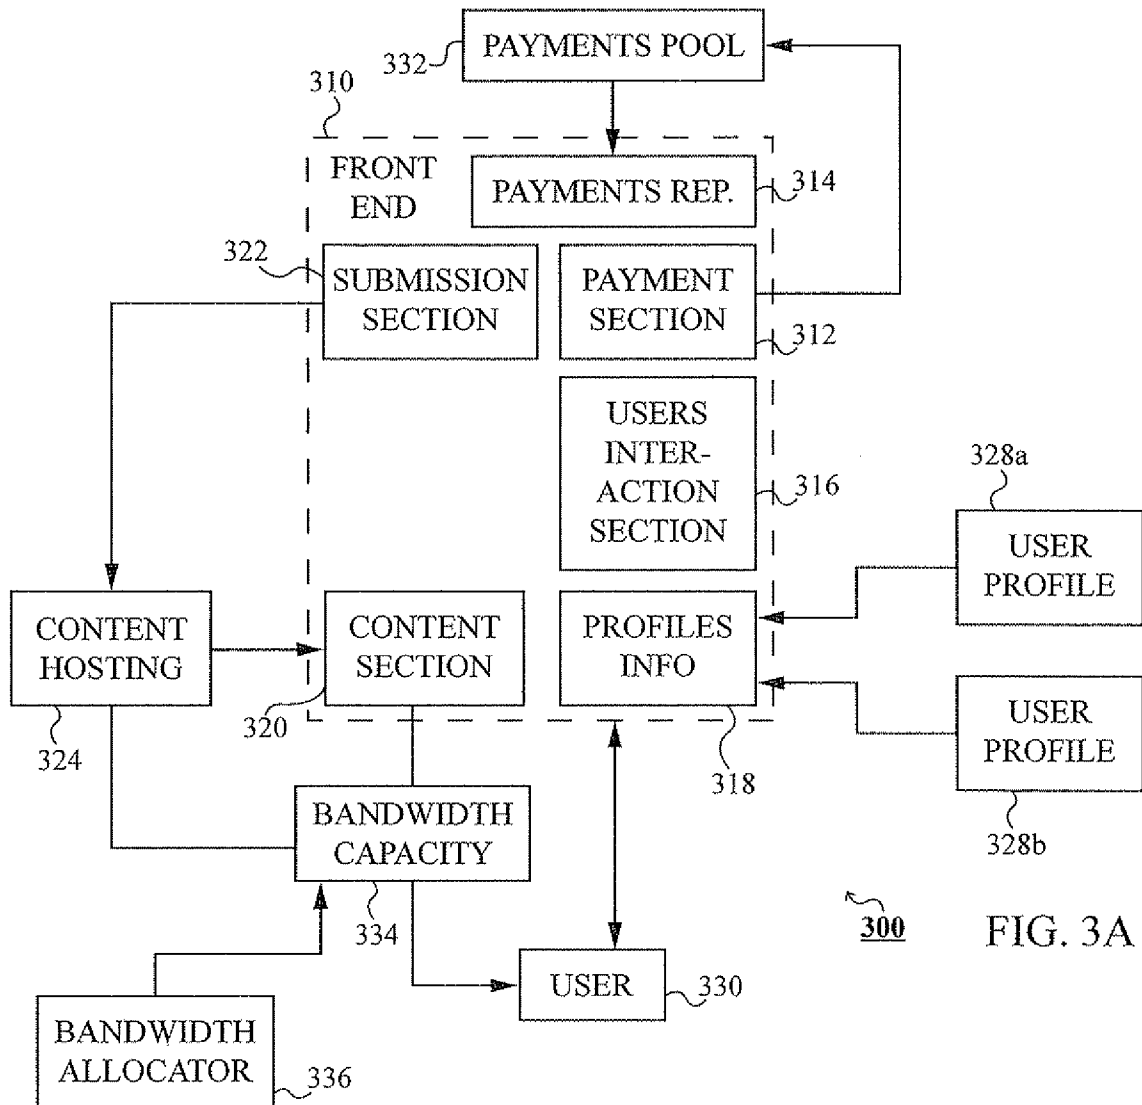 PAYMENTS POOL
332
310
FRONT
END
PAYMENTS REP.
314
322
SUBMISSION
SECTION
PAYMENT
SECTION
312
USERS
INTER-
ACTION
SECTION
316
328a
USER
PROFILE
CONTENT
HOSTING
324
CONTENT
SECTION
320
PROFILES
INFO
318
USER
PROFILE
328b
BANDWIDTH
CAPACITY
334
300
FIG. 3A
USER
330
BANDWIDTH
ALLOCATOR
336